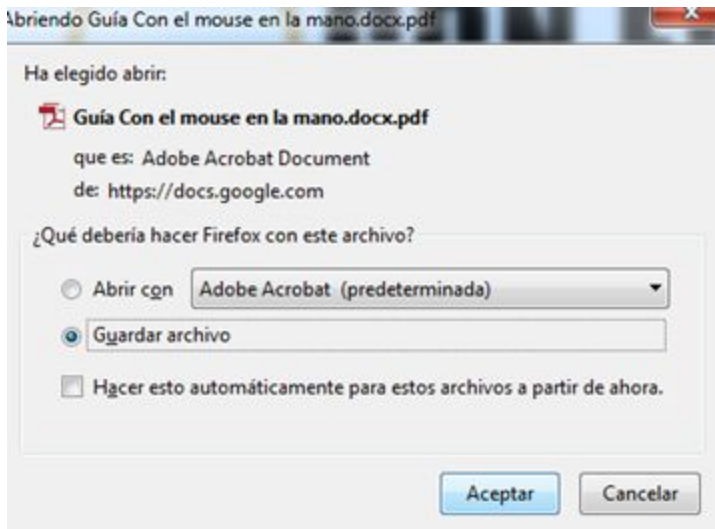 Abriendo Guía Con el mouse en la mano.docx.pdf
Ha elegido abrir:
Guía Con el mouse en la mano.docx.pdf
que es: Adobe Acrobat Document
de: https://docs.google.com
¿Qué debería hacer Firefox con este archivo?
Abrir con Adobe Acrobat (predeterminada)
Guardar archivo
Hacer esto automáticamente para estos archivos a partir de ahora.
Aceptar Cancelar